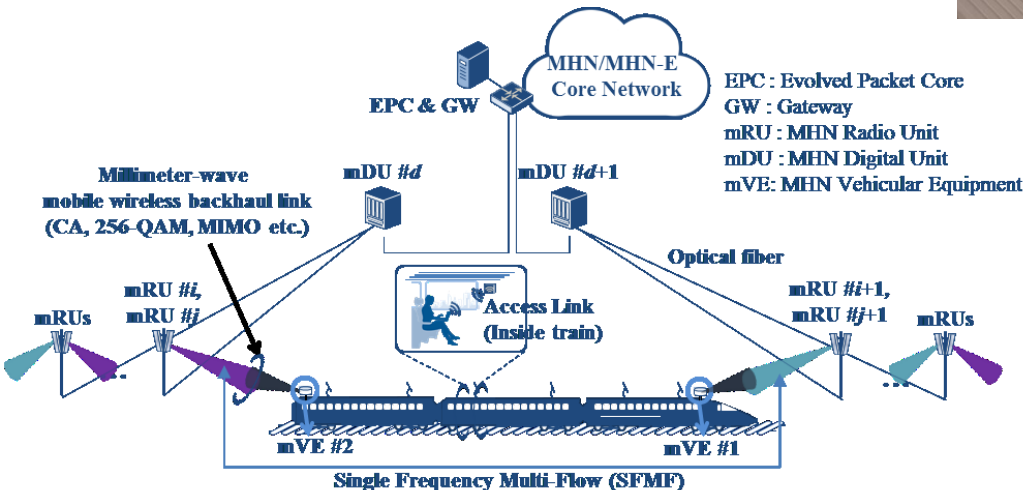 MHN/MHN-E
Core Network
EPC & GW
EPC : Evolved Packet Core
GW : Gateway
mRU : MHN Radio Unit
mDU : MHN Digital Unit
mVE: MHN Vehicular Equipment
Millimeter-wave
mobile wireless backhaul link
(CA, 256-QAM, MIMO etc.)
mDU #d
mDU #d+1
Optical fiber
mRUs
mRU #i,
mRU #j
Access Link
(Inside train)
mRU #i+1,
mRU #j+1
mRUs
...
...
mVE #2
mVE #1
Single Frequency Multi-Flow (SFMF)